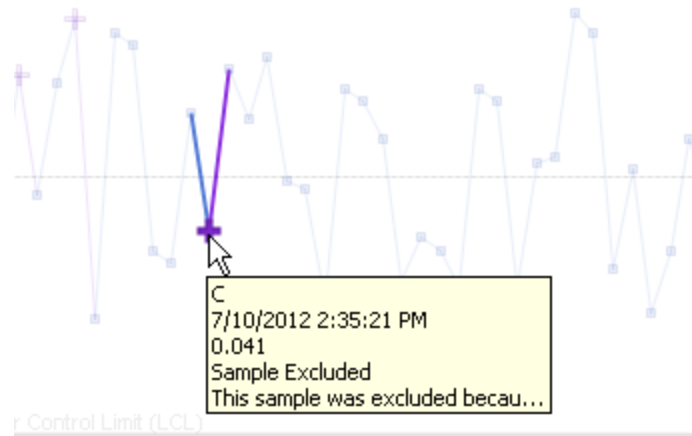 C
7/10/2012 2:35:21 PM
0.041
Sample Excluded
This sample was excluded becau...
r Control Limit (LCL)